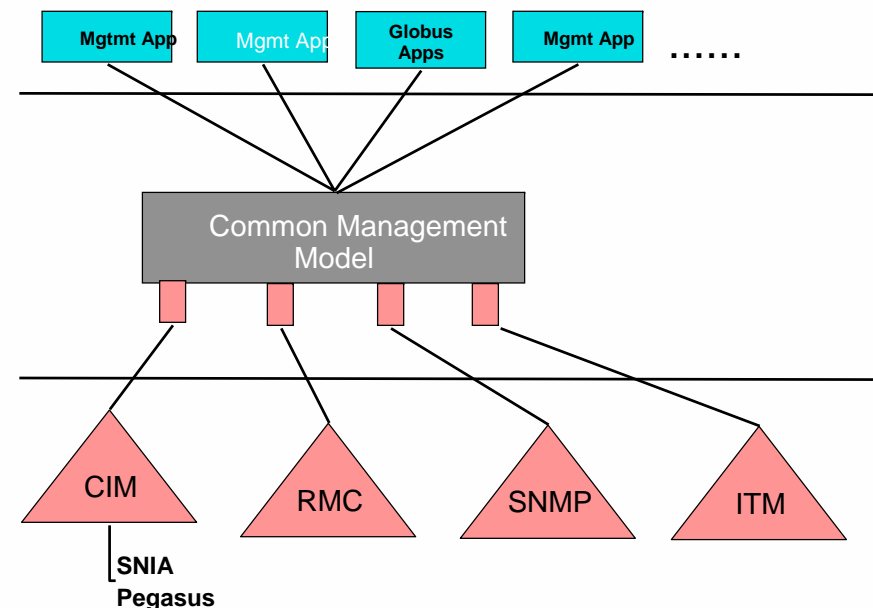 Mgtmt App
Mgmt App
Globus
Apps
Mgmt App
......
Common Management
Model
CIM
RMC
SNMP
ITM
SNIA
Pegasus